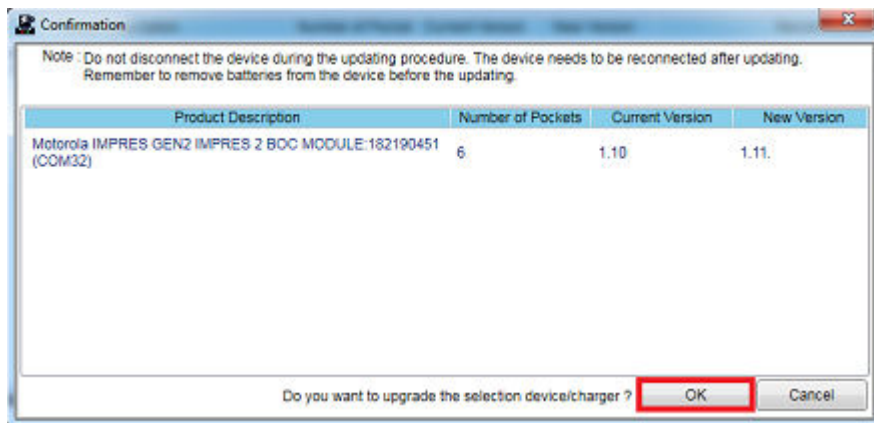 Confirmation
Note : Do not disconnect the device during the updating procedure. The device needs to be reconnected after updating.
Remember to remove batteries from the device before the updating.
Product Description Number of Pockets Current Version New Version
Motorola IMPRES GEN2 IMPRES 2 BOC MODULE:182190451 6 1.10 1.11.
(COM32)
Do you want to upgrade the selection device/charger ? OK Cancel